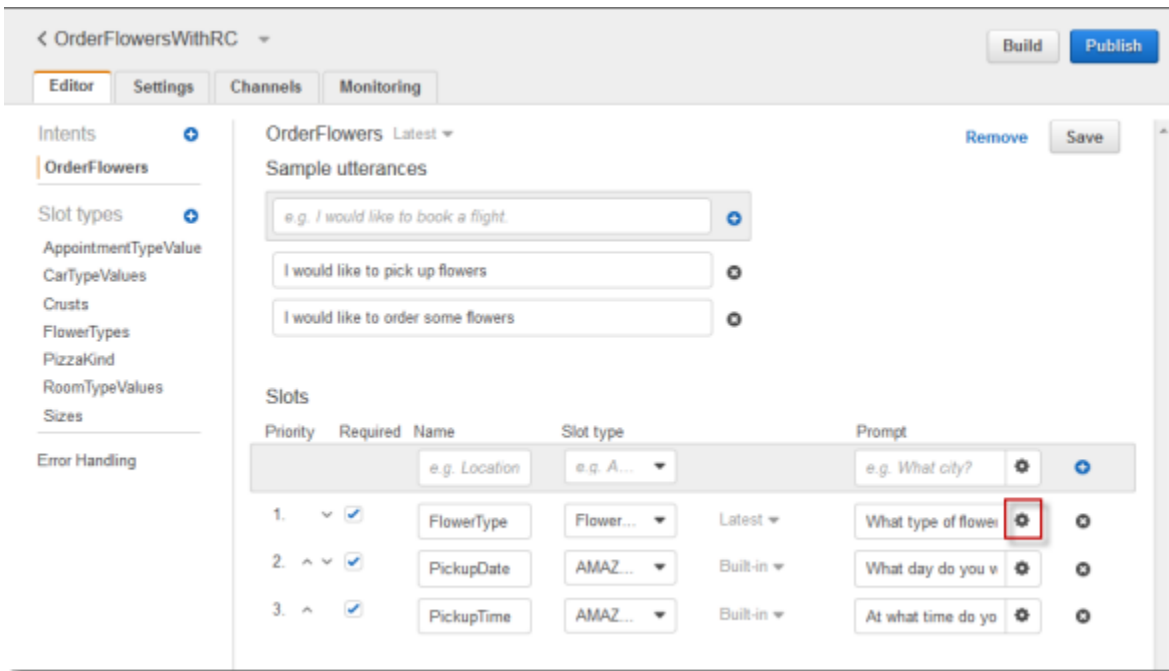 < OrderFlowersWithRC
Build Publish
Editor Settings Channels Monitoring
Intents
OrderFlowers
Slot types
AppointmentTypeValue
CarTypeValues
Crusts
FlowerTypes
PizzaKind
RoomTypeValues
Sizes
Error Handling
OrderFlowers Latest
Remove Save
Sample utterances
e.g. I would like to book a flight.
I would like to pick up flowers
I would like to order some flowers
Slots
Priority Required Name Slot type Prompt
e.g. Location e.g. A... e.g. What city?
1. FlowerType Flower... Latest What type of flower
2. PickupDate AMAZ... Built-in What day do you w
3. PickupTime AMAZ... Built-in At what time do yo